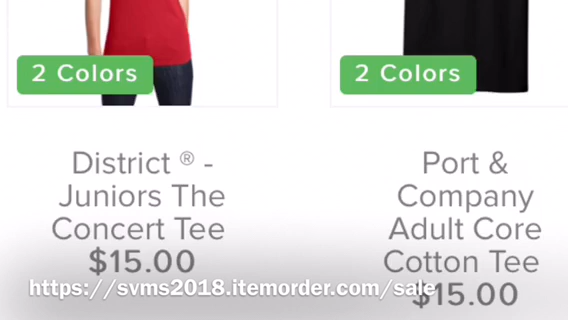 2 Colors
2 Colors
District ® -
Juniors The
Concert Tee
$15.00
Port &
Company
Adult Core
Cotton Tee
$15.00
https://svms2018.itemorder.com/sale